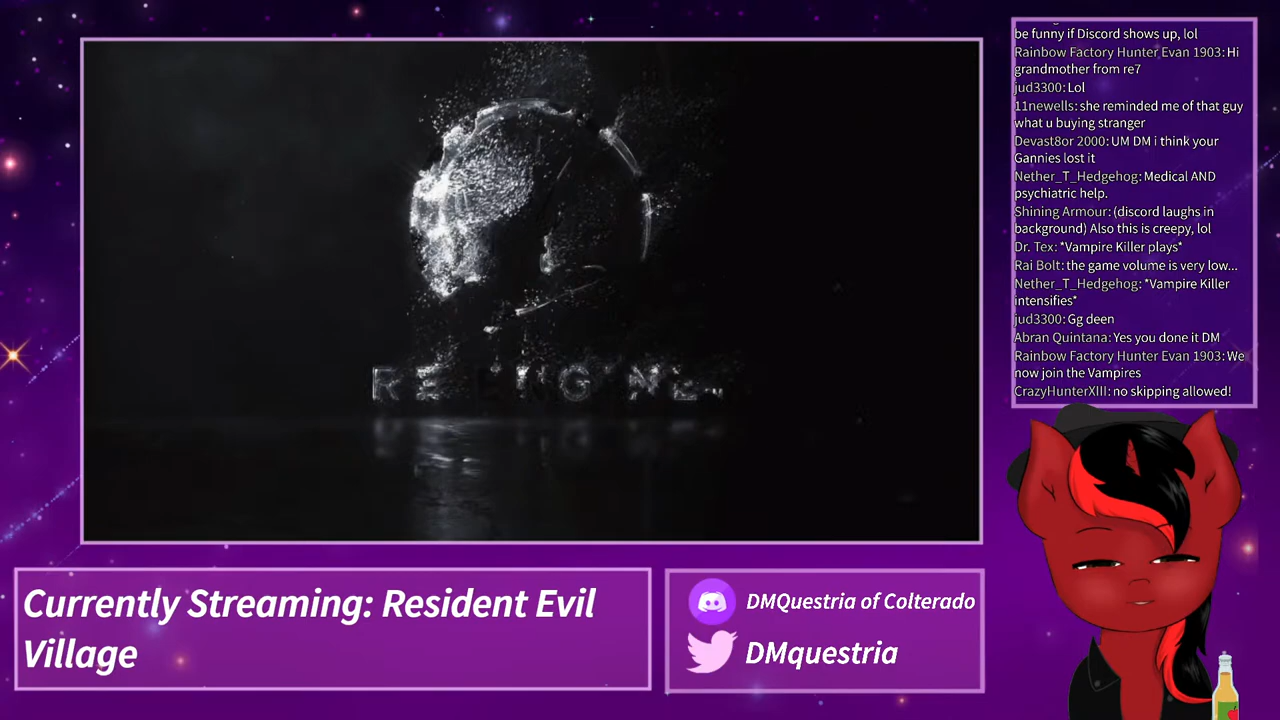 RE ENGINE
be funny if Discord shows up, lol
Rainbow Factory Hunter Evan 1903: Hi
grandmother from re7
jud3300: Lol
11newells: she reminded me of that guy
what u buying stranger
Devast8or 2000: UM DM i think your
Gannies lost it
Nether_T_Hedgehog: Medical AND
psychiatric help.
Shining Armour: (discord laughs in
background) Also this is creepy, lol
Dr. Tex: *Vampire Killer plays*
Rai Bolt: the game volume is very low...
Nether_T_Hedgehog: *Vampire Killer
intensifies*
jud3300: Gg deen
Abran Quintana: Yes you done it DM
Rainbow Factory Hunter Evan 1903: We
now join the Vampires
CrazyHunterXIII: no skipping allowed!
Currently Streaming: Resident Evil
Village
DMQuestria of Colterado
DMquestria